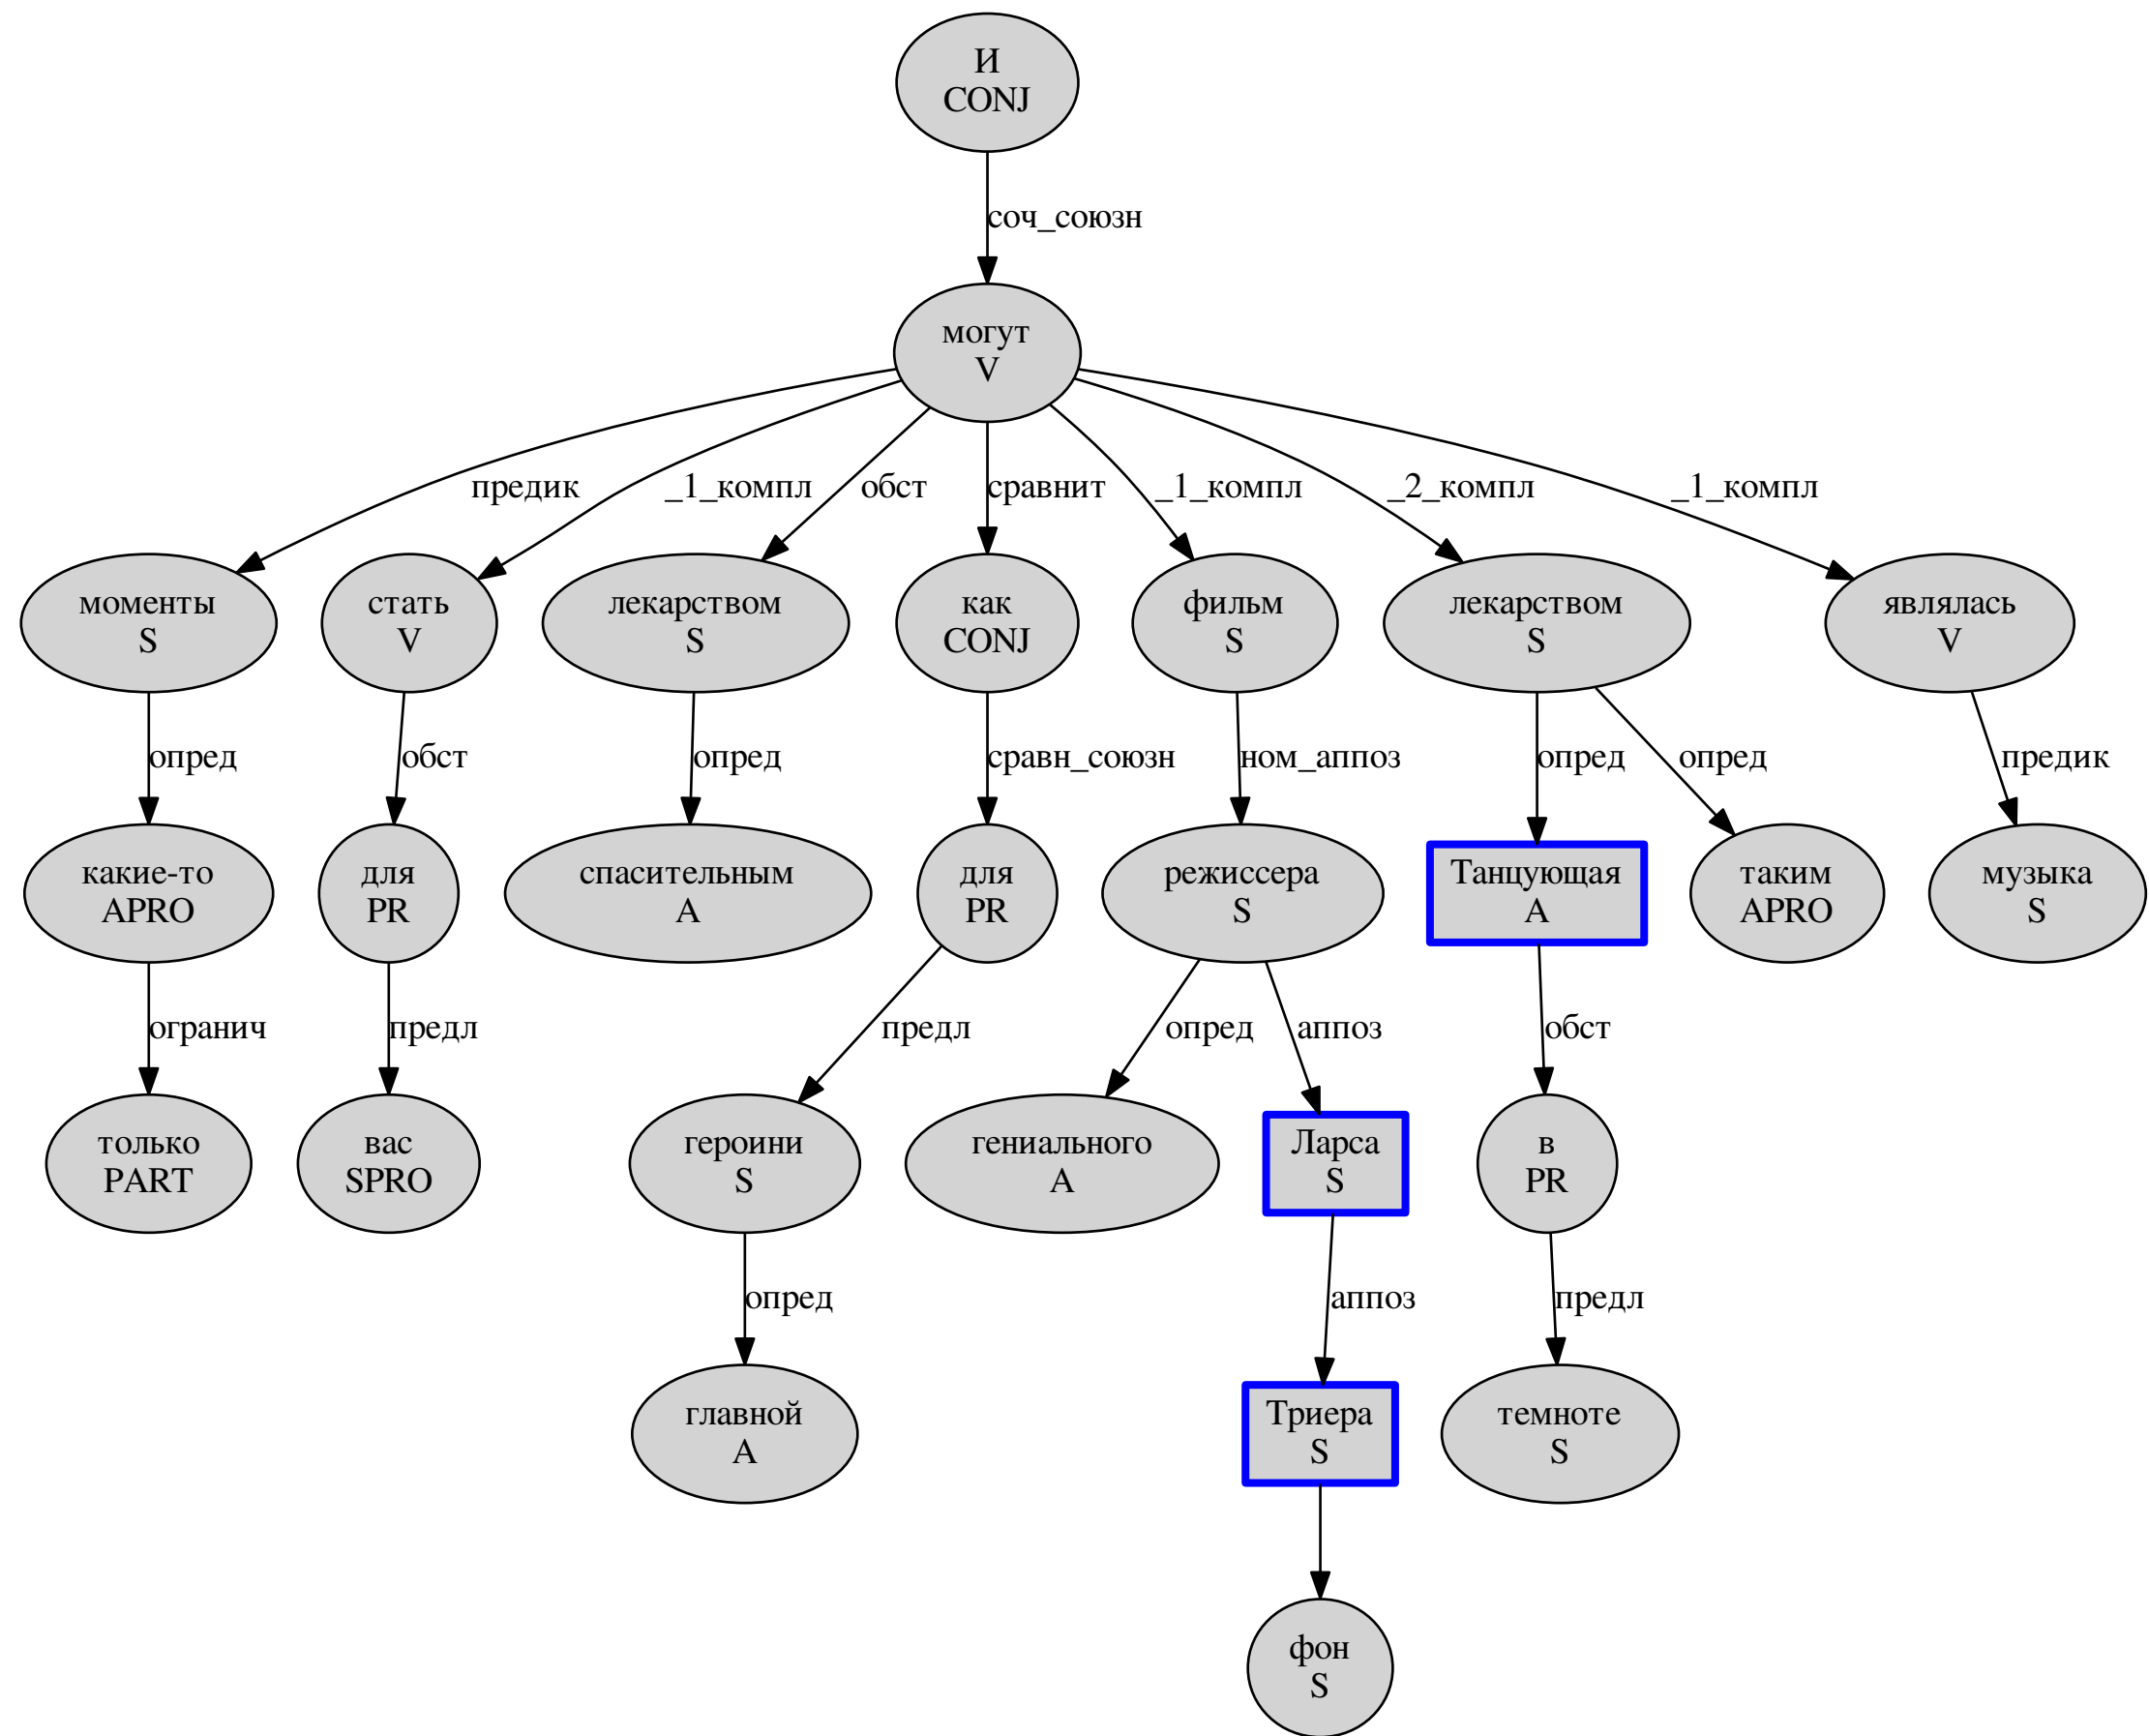 И
CONJ
соч_союзн
могут
V
предик
_1_компл
обст
сравнит
_1_компл
_2_компл
_1_компл
моменты
S
стать
V
лекарством
S
как
CONJ
фильм
S
лекарством
S
являлась
V
опред
обст
опред
сравн_союзн
ном_аппоз
опред
опред
предик
какие-то
APRO
для
PR
спасительным
A
для
PR
режиссера
S
Танцующая
A
таким
APRO
музыка
S
огранич
предл
предл
опред
аппоз
обст
только
PART
вас
SPRO
героини
S
гениального
A
Ларса
S
в
PR
опред
аппоз
предл
главной
A
Триера
S
темноте
S
фон
S